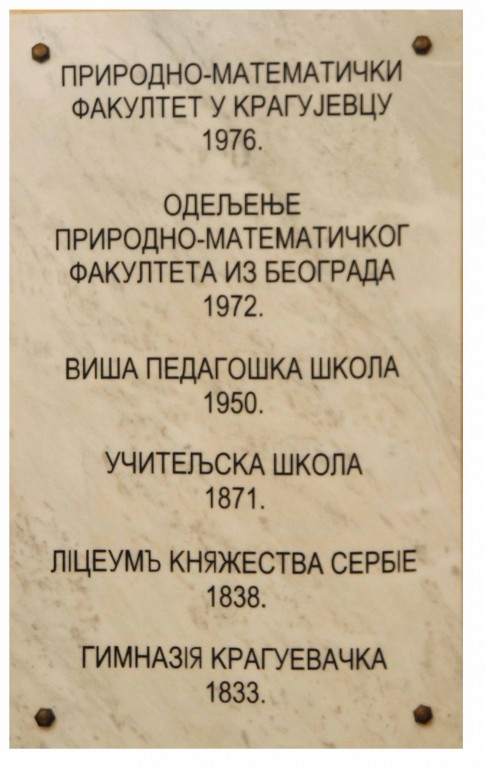 ПРИРОДНО-МАТЕМАТИЧКИ
ФАКУЛТЕТ У КРАГУЈЕВЦУ
1976.
ОДЕЉЕЊЕ
ПРИРОДНО-МАТЕМАТИЧКОГ
ФАКУЛТЕТА ИЗ БЕОГРАДА
1972.
ВИША ПЕДАГОШКА ШКОЛА
1950.
УЧИТЕЉСКА ШКОЛА
1871.
ЛІЦЕУМЪ КНЯЖЕСТВА СЕРБІЕ
1838.
ГИМНАЗІЯ КРАГУЕВАЧКА
1833.